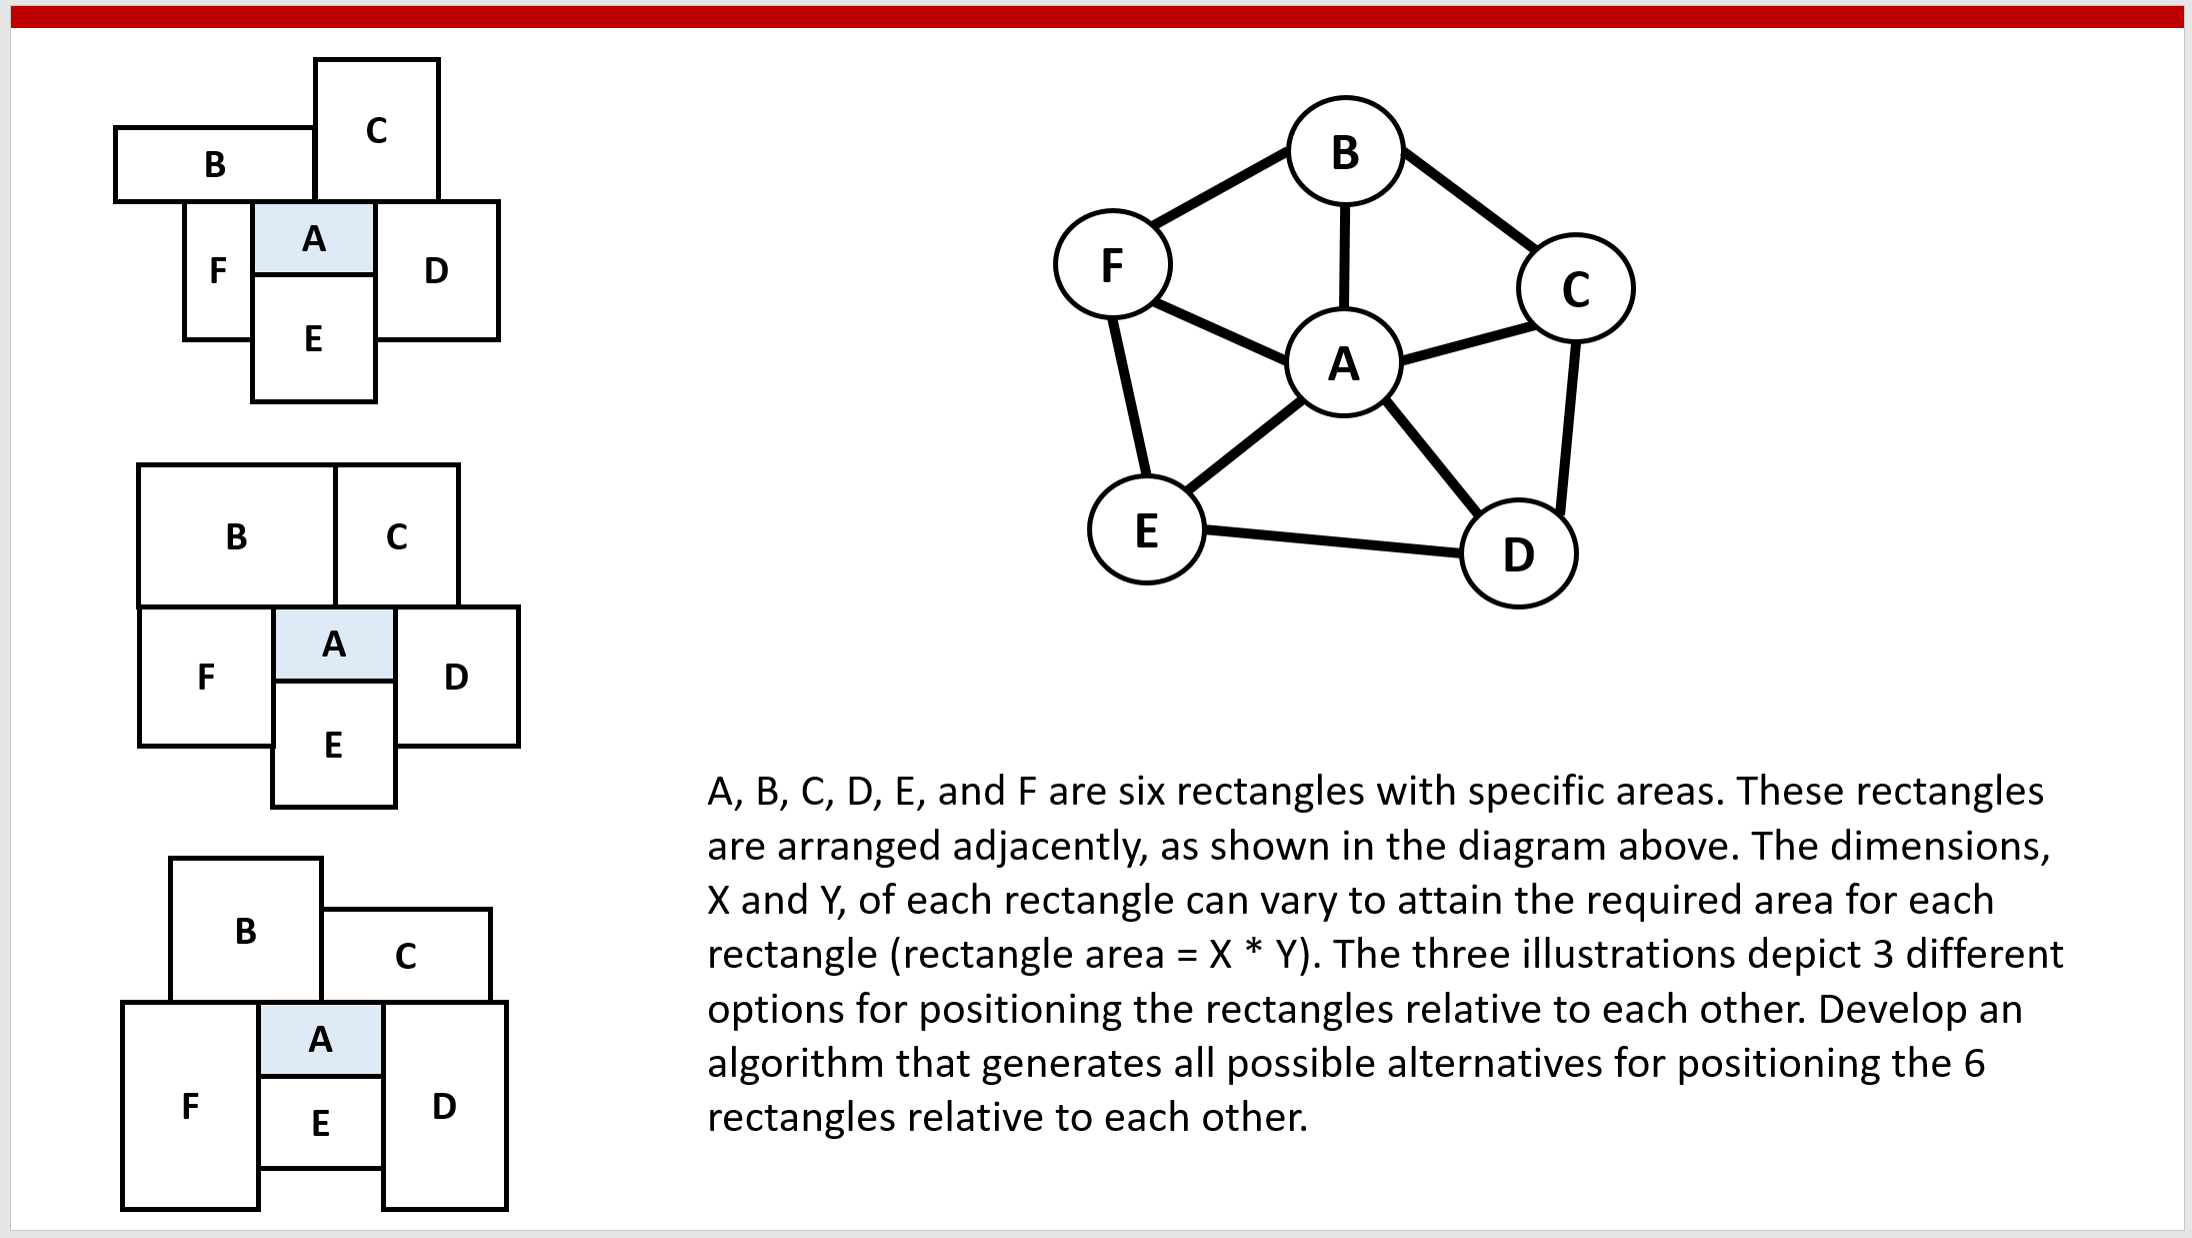 C
B
A
F
D
E
B
C
A
F
D
E
B
C
A
F
E
D
B
F
C
A
E
D
A, B, C, D, E, and F are six rectangles with specific areas. These rectangles
are arranged adjacently, as shown in the diagram above. The dimensions,
X and Y, of each rectangle can vary to attain the required area for each
rectangle (rectangle area = X * Y). The three illustrations depict 3 different
options for positioning the rectangles relative to each other. Develop an
algorithm that generates all possible alternatives for positioning the 6
rectangles relative to each other.